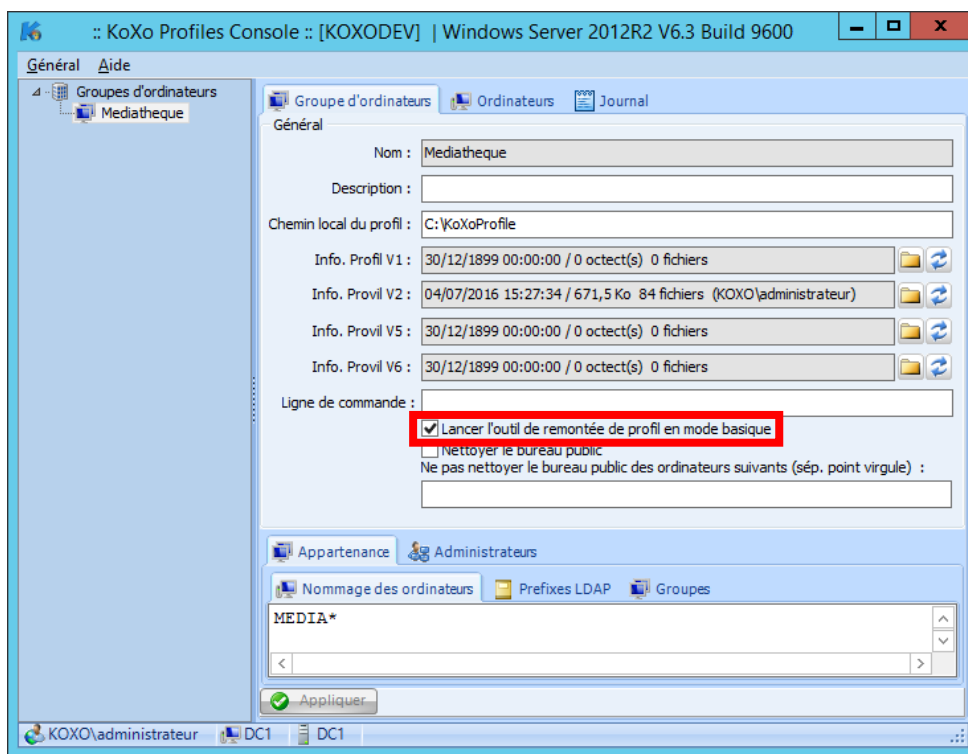 :: KoXo Profiles Console :: [KOXODEV] | Windows Server 2012R2 V6.3 Build 9600
Général Aide
Groupes d'ordinateurs
Mediatheque
Groupe d'ordinateurs Ordinateurs Journal
Général
Nom : Mediatheque
Description :
Chemin local du profil : C:\KoXoProfile
Info. Profil V1 : 30/12/1899 00:00:00 / 0 octect(s) 0 fichiers
Info. Provil V2 : 04/07/2016 15:27:34 / 671,5 Ko 84 fichiers (KOXO\administrateur)
Info. Provil V5 : 30/12/1899 00:00:00 / 0 octect(s) 0 fichiers
Info. Provil V6 : 30/12/1899 00:00:00 / 0 octect(s) 0 fichiers
Ligne de commande :
Lancer l'outil de remontée de profil en mode basique
Nettoyer le bureau public
Ne pas nettoyer le bureau public des ordinateurs suivants (sép. point virgule) :
Appartenance Administrateurs
Nommage des ordinateurs Prefixes LDAP Groupes
MEDIA*
Appliquer
KOXO\administrateur DC1 DC1